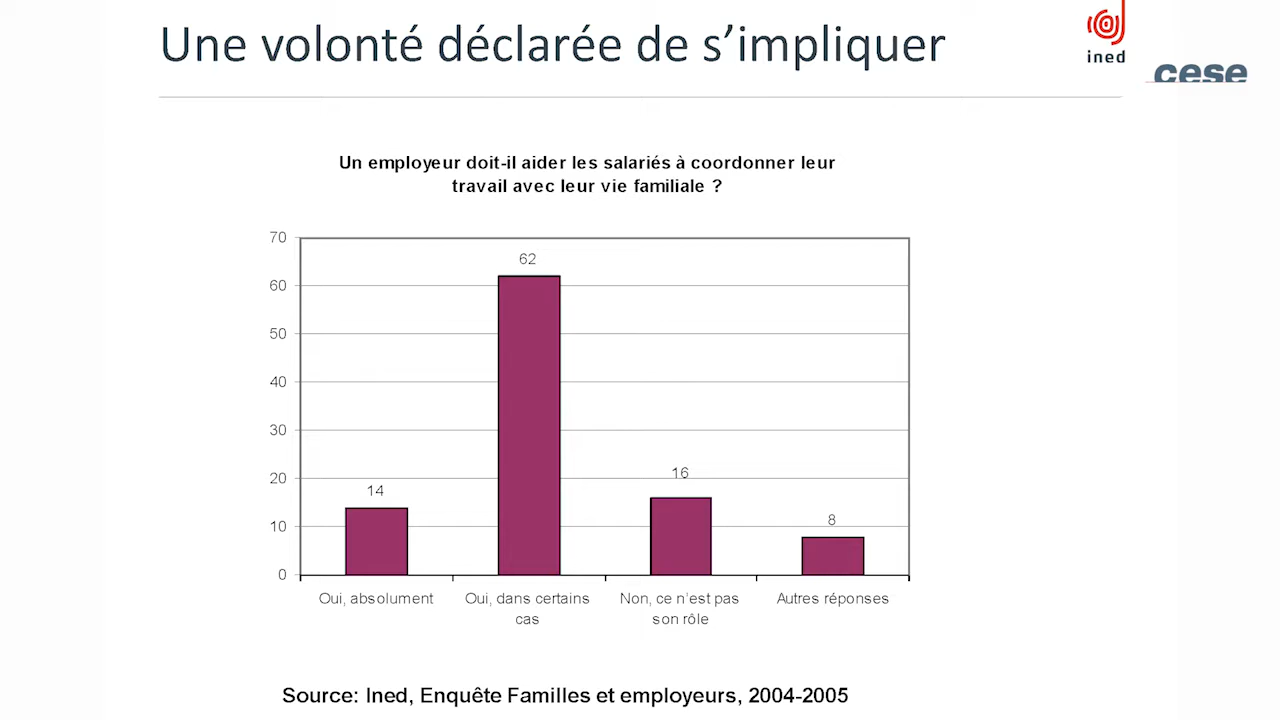 Une volonté déclarée de s’impliquer
ined
cese
Un employeur doit-il aider les salariés à coordonner leur
travail avec leur vie familiale ?
70
60
50
40
30
20
10
0
14
62
16
8
Oui, absolument
Oui, dans certains
cas
Non, ce n’est pas
son rôle
Autres réponses
Source: Ined, Enquête Familles et employeurs, 2004-2005